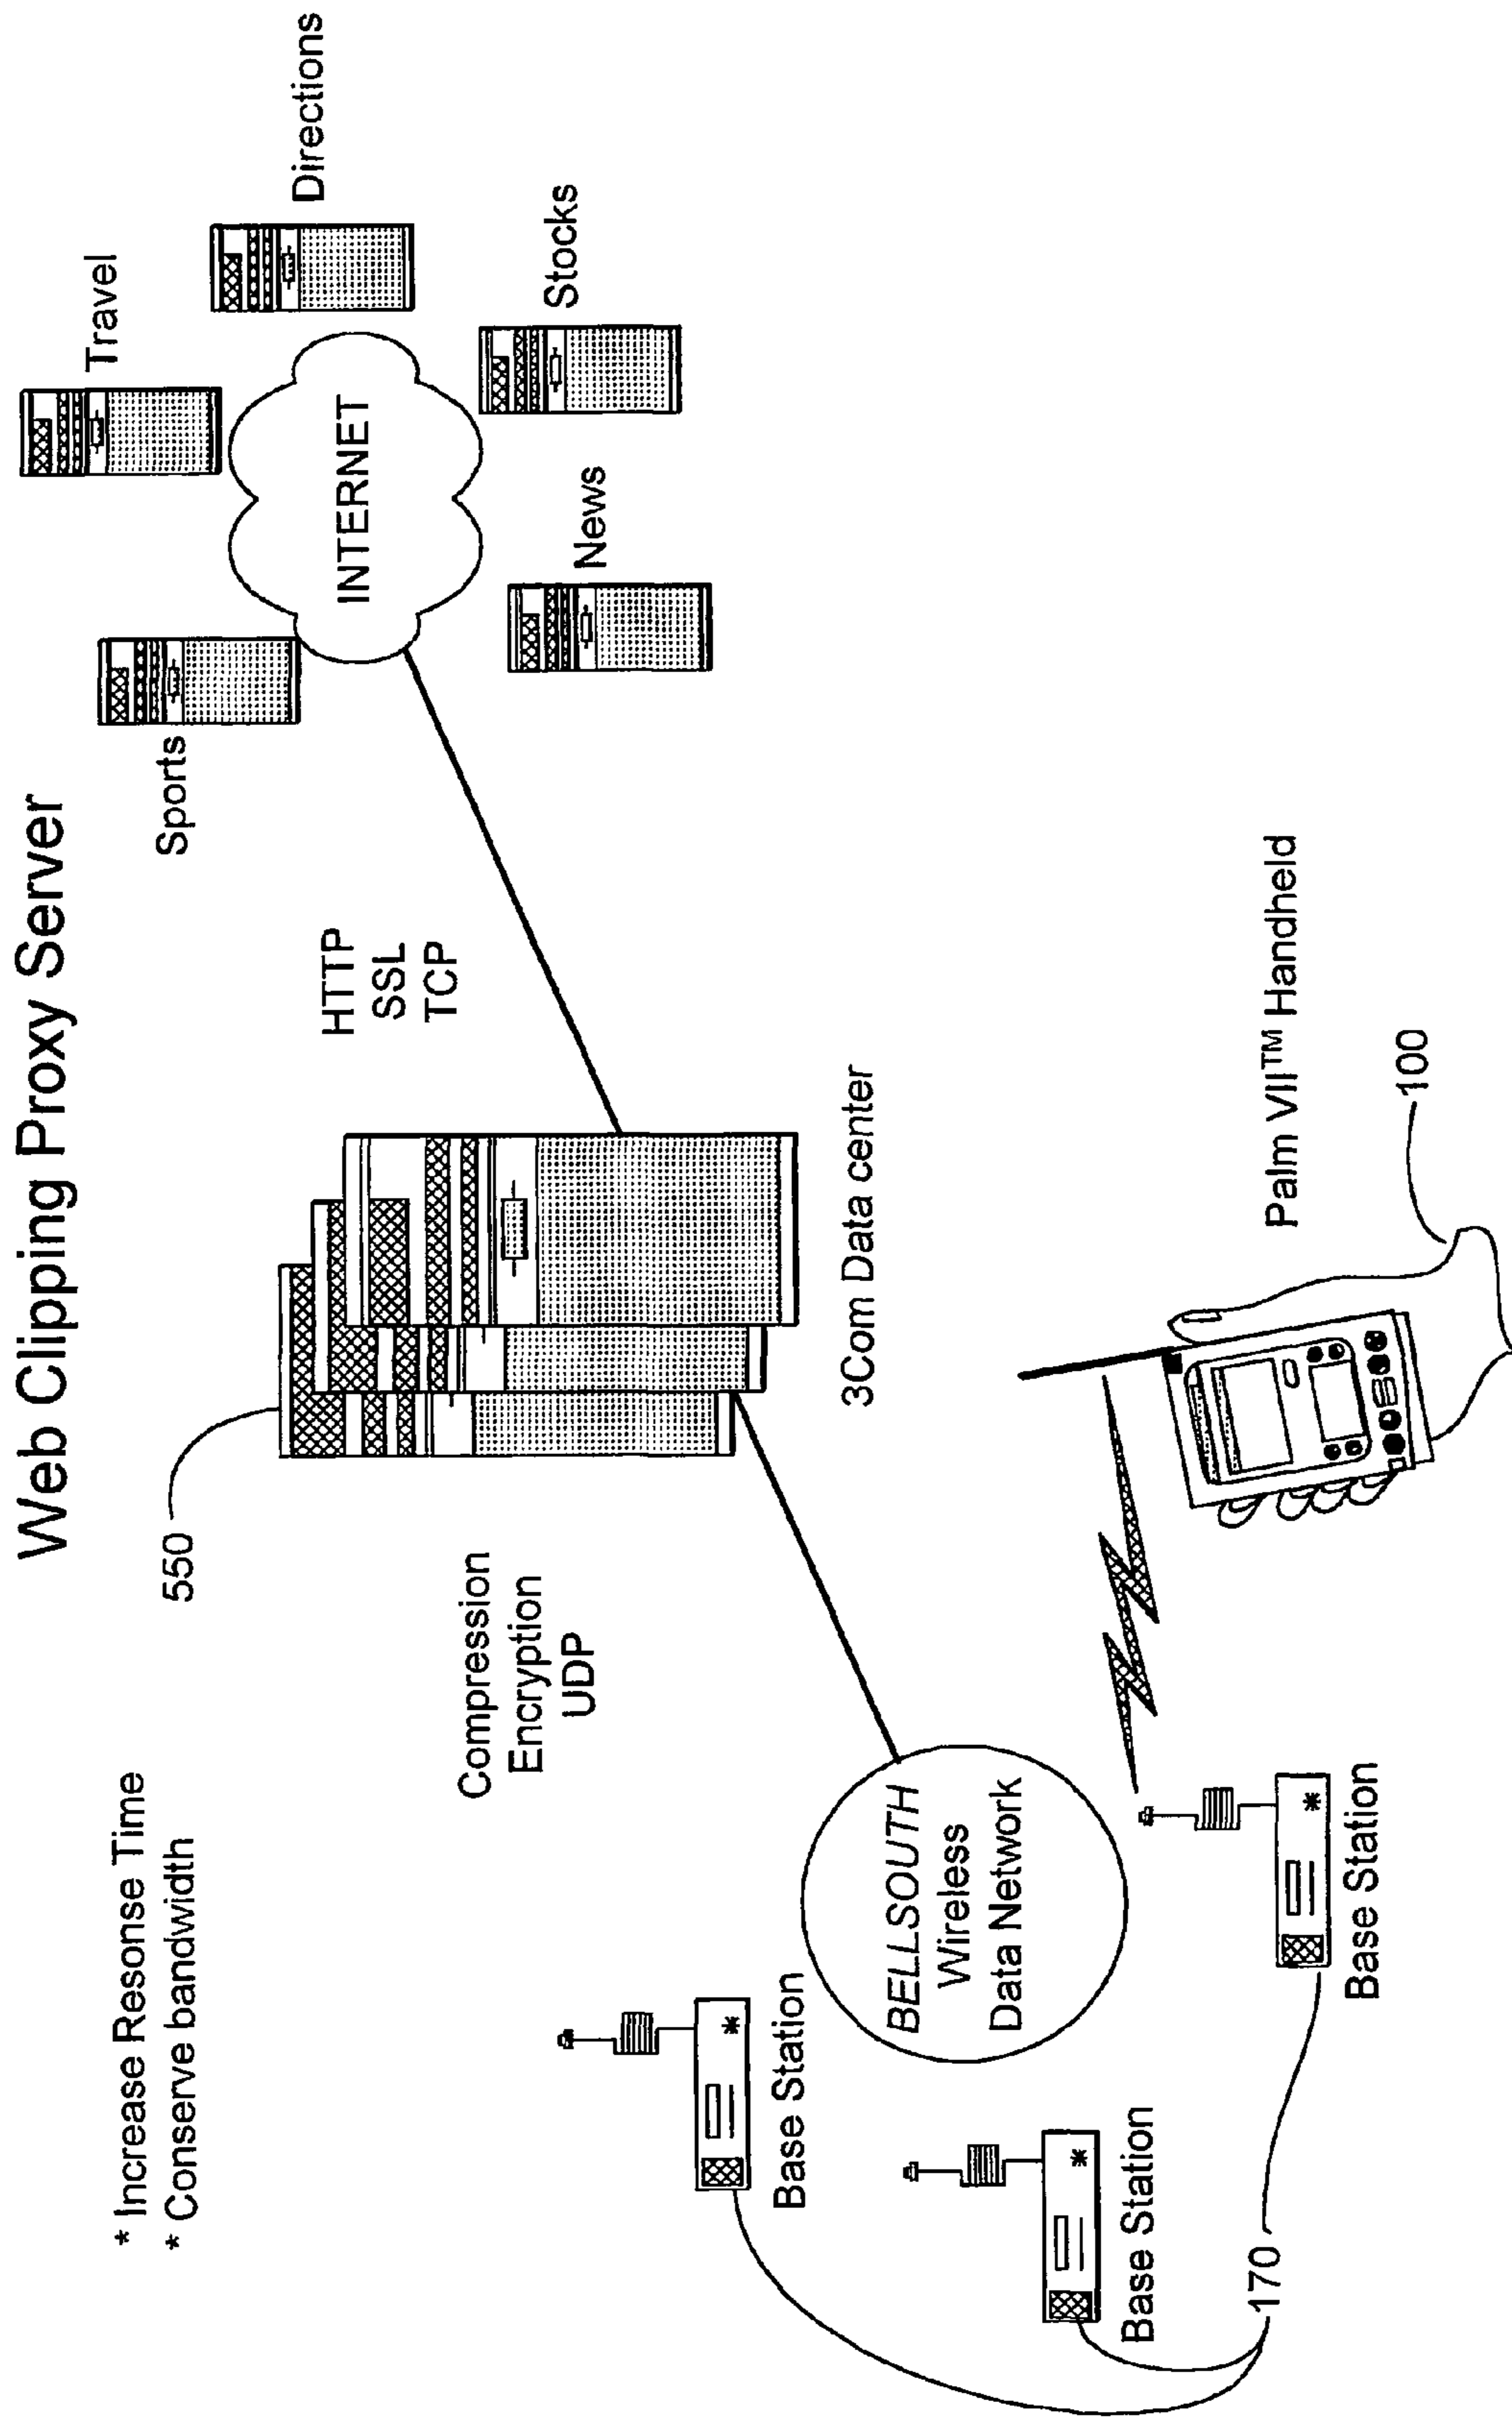 Web Clipping Proxy Server
* Increase Resonse Time
* Conserve bandwidth
550
Compression
Encryption
UDP
HTTP
SSL
TCP
Sports
Travel
Directions
INTERNET
Stocks
News
3Com Data center
BELLSOUTH
Wireless
Data Network
Base Station
Base Station
Base Station
170
Palm VII™ Handheld
100